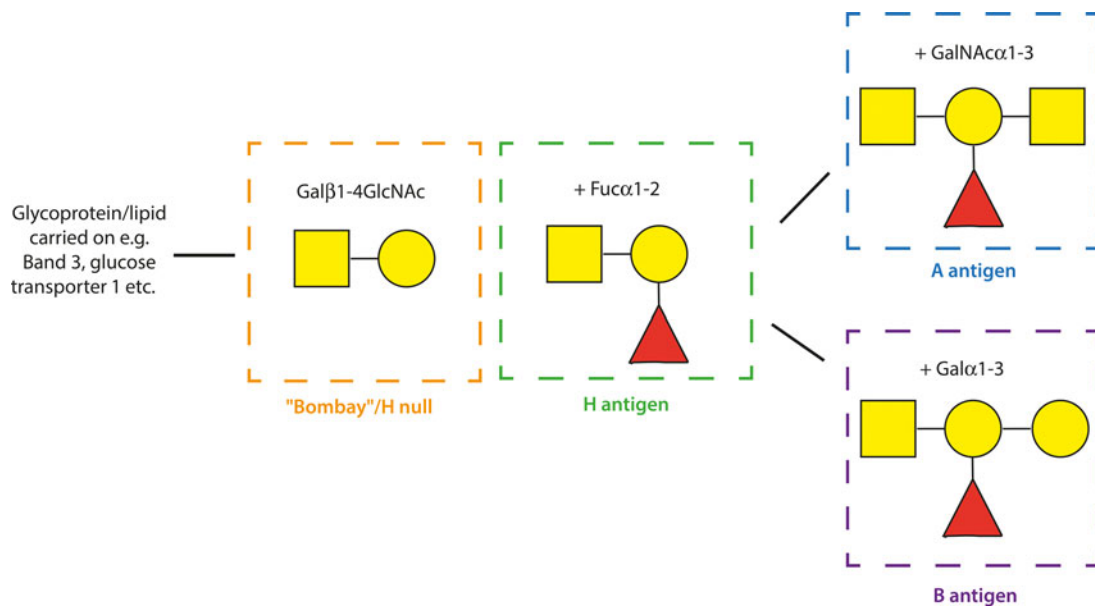 Glycoprotein/lipid
carried on e.g.
Band 3, glucose
transporter 1 etc.
Galβ1-4GlcNAc
"Bombay"/H null
+ Fucα1-2
H antigen
+ GalNAcα1-3
A antigen
+ Galα1-3
B antigen